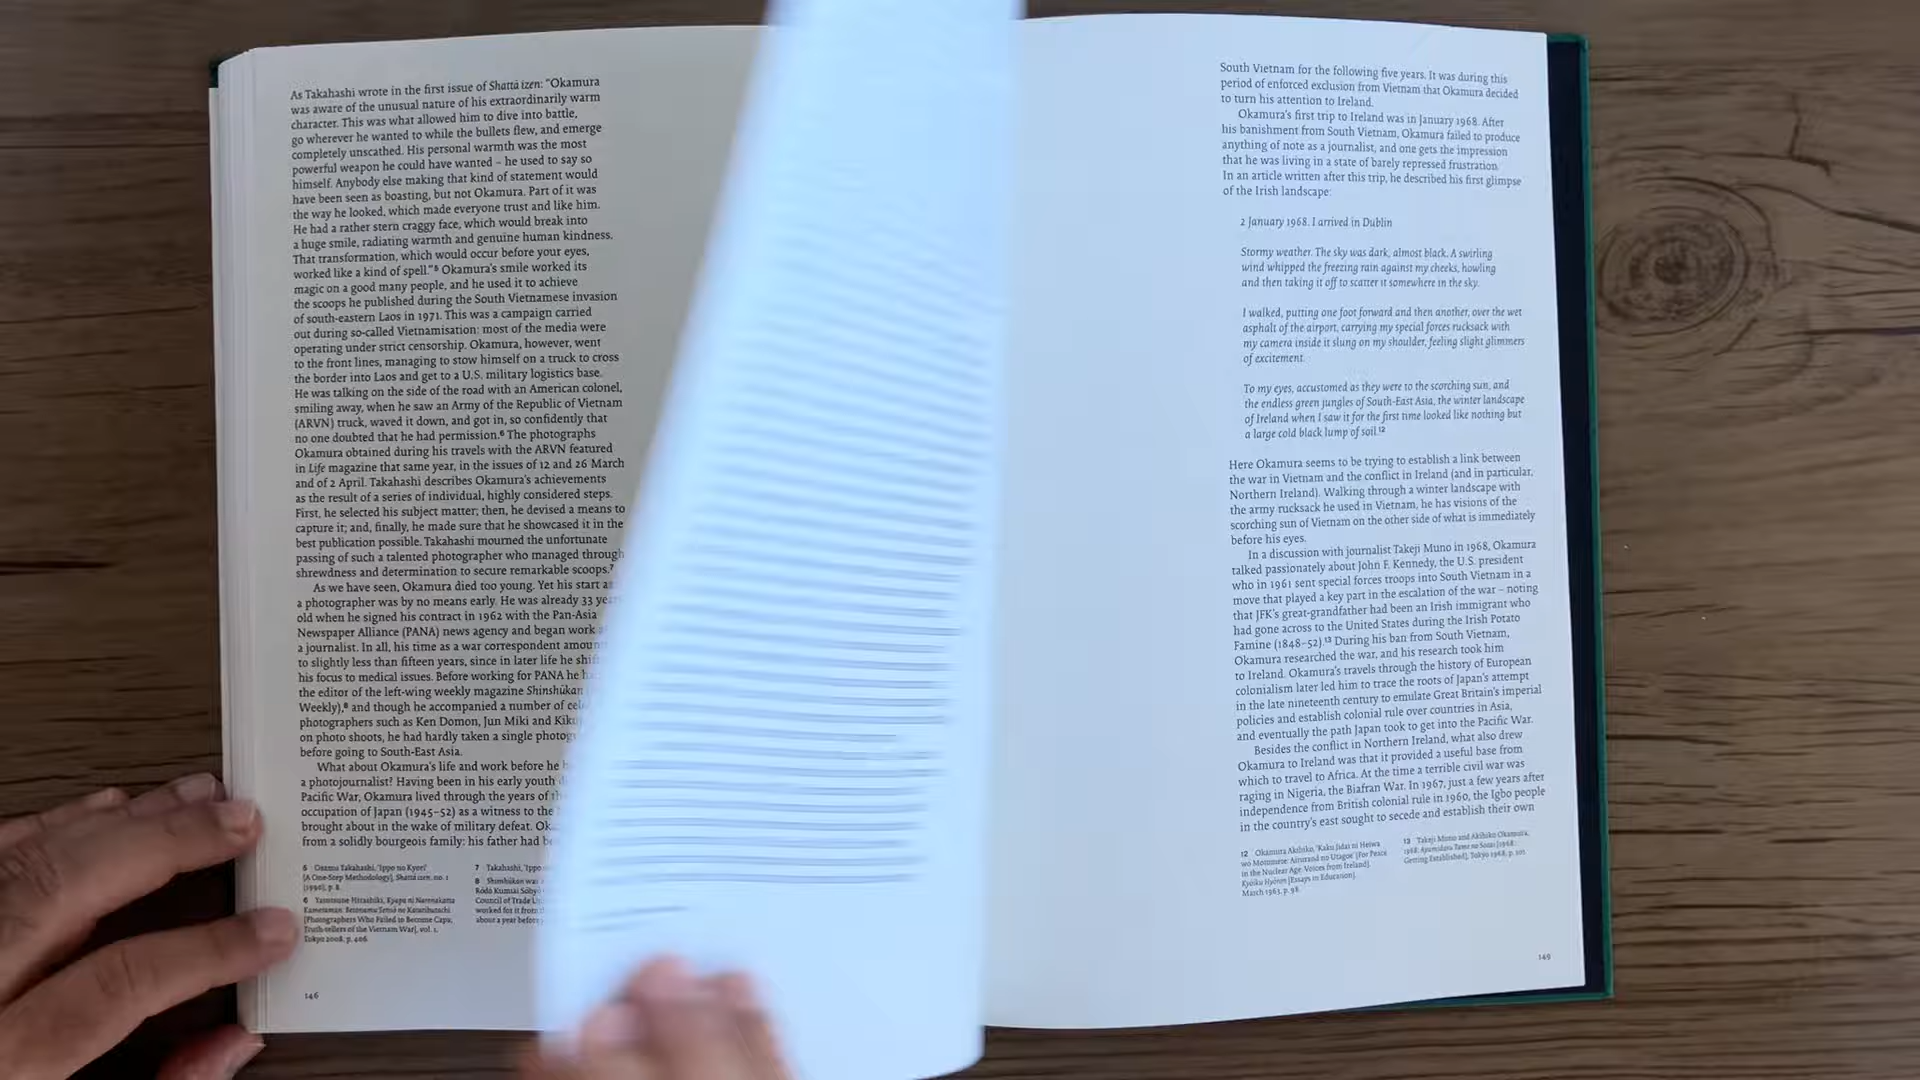 As Takahashi wrote in the first issue of Shattā izen: “Okamura
was aware of the unusual nature of his extraordinarily warm
character. This was what allowed him to dive into battle,
go wherever he wanted to while the bullets flew, and emerge
completely unscathed. His personal warmth was the most
powerful weapon he could have wanted – he used to say so
himself. Anybody else making that kind of statement would
have been seen as boasting, but not Okamura. Part of it was
the way he looked, which made everyone trust and like him.
He had a rather stern craggy face, which would break into
a huge smile, radiating warmth and genuine human kindness.
That transformation, which would occur before your eyes,
worked like a kind of spell.”⁵ Okamura’s smile worked its
magic on a good many people, and he used it to achieve
the scoops he published during the South Vietnamese invasion
of south-eastern Laos in 1971. This was a campaign carried
out during so-called Vietnamisation: most of the media were
operating under strict censorship. Okamura, however, went
to the front lines, managing to stow himself on a truck to cross
the border into Laos and get to a U.S. military logistics base.
He was talking on the side of the road with an American colonel,
smiling away, when he saw an Army of the Republic of Vietnam
(ARVN) truck, waved it down, and got in, so confidently that
no one doubted that he had permission.⁶ The photographs
Okamura obtained during his travels with the ARVN featured
in Life magazine that same year, in the issues of 12 and 26 March
and of 2 April. Takahashi describes Okamura’s achievements
as the result of a series of individual, highly considered steps.
First, he selected his subject matter; then, he devised a means to
capture it; and, finally, he made sure that he showcased it in the
best publication possible. Takahashi mourned the unfortunate
passing of such a talented photographer who managed through
shrewdness and determination to secure remarkable scoops.⁷
As we have seen, Okamura died too young. Yet his start
a photographer was by no means early. He was already 33
old when he signed his contract in 1962 with the Pan-Asia
Newspaper Alliance (PANA) news agency and began work
a journalist. In all, his time as a war correspondent
to slightly less than fifteen years, since in later life he
his focus to medical issues. Before working for PANA he
the editor of the left-wing weekly magazine Shinshūkan
Weekly),⁸ and though he accompanied a number of
photographers such as Ken Domon, Jun Miki and
on photo shoots, he had hardly taken a single
before going to South-East Asia.
What about Okamura’s life and work before he
a photojournalist? Having been in his early youth
Pacific War, Okamura lived through the years of
occupation of Japan (1945–52) as a witness to the
brought about in the wake of military defeat.
from a solidly bourgeois family: his father had
5 Osamu Takahashi, ‘Ippo no Kyori’
[A One-Step Methodology], Shattā izen, no. 1
(1990), p. 8.
6
[Photographers Who Failed to Become Capa,
Truth-tellers of the Vietnam War], vol. 1,
Tokyo 2008, p. 406.
7 Takahashi, ‘Ippo
8 Shinshūkan was
Council of Trade
worked for it from
about a year before
146
South Vietnam for the following five years. It was during this
period of enforced exclusion from Vietnam that Okamura decided
to turn his attention to Ireland.
Okamura’s first trip to Ireland was in January 1968. After
his banishment from South Vietnam, Okamura failed to produce
anything of note as a journalist, and one gets the impression
that he was living in a state of barely repressed frustration.
In an article written after this trip, he described his first glimpse
of the Irish landscape:
2 January 1968. I arrived in Dublin
Stormy weather. The sky was dark, almost black. A swirling
wind whipped the freezing rain against my cheeks, howling
and then taking it off to scatter it somewhere in the sky.
I walked, putting one foot forward and then another, over the wet
asphalt of the airport, carrying my special forces rucksack with
my camera inside it slung on my shoulder, feeling slight glimmers
of excitement.
To my eyes, accustomed as they were to the scorching sun, and
the endless green jungles of South-East Asia, the winter landscape
of Ireland when I saw it for the first time looked like nothing but
a large cold black lump of soil.¹²
Here Okamura seems to be trying to establish a link between
the war in Vietnam and the conflict in Ireland (and in particular,
Northern Ireland). Walking through a winter landscape with
the army rucksack he used in Vietnam, he has visions of the
scorching sun of Vietnam on the other side of what is immediately
before his eyes.
In a discussion with journalist Takeji Muno in 1968, Okamura
talked passionately about John F. Kennedy, the U.S. president
who in 1961 sent special forces troops into South Vietnam in a
move that played a key part in the escalation of the war – noting
that JFK’s great-grandfather had been an Irish immigrant who
had gone across to the United States during the Irish Potato
Famine (1848–52).¹³ During his ban from South Vietnam,
Okamura researched the war, and his research took him
to Ireland. Okamura’s travels through the history of European
colonialism later led him to trace the roots of Japan’s attempt
in the late nineteenth century to emulate Great Britain’s imperial
policies and establish colonial rule over countries in Asia,
and eventually the path Japan took to get into the Pacific War.
Besides the conflict in Northern Ireland, what also drew
Okamura to Ireland was that it provided a useful base from
which to travel to Africa. At the time a terrible civil war was
raging in Nigeria, the Biafran War. In 1967, just a few years after
independence from British colonial rule in 1960, the Igbo people
in the country’s east sought to secede and establish their own
12 Okamura Akihiko, ‘Kaku Jidai ni Heiwa
wo Motomete: Airurando no Utagoe’ [For Peace
in the Nuclear Age: Voices from Ireland],
Kyōiku Hyōron [Essays in Education],
March 1963, p. 98.
13 Takeji Muno and Akihiko Okamura,
Getting Established], Tokyo 1968, p. 101
149